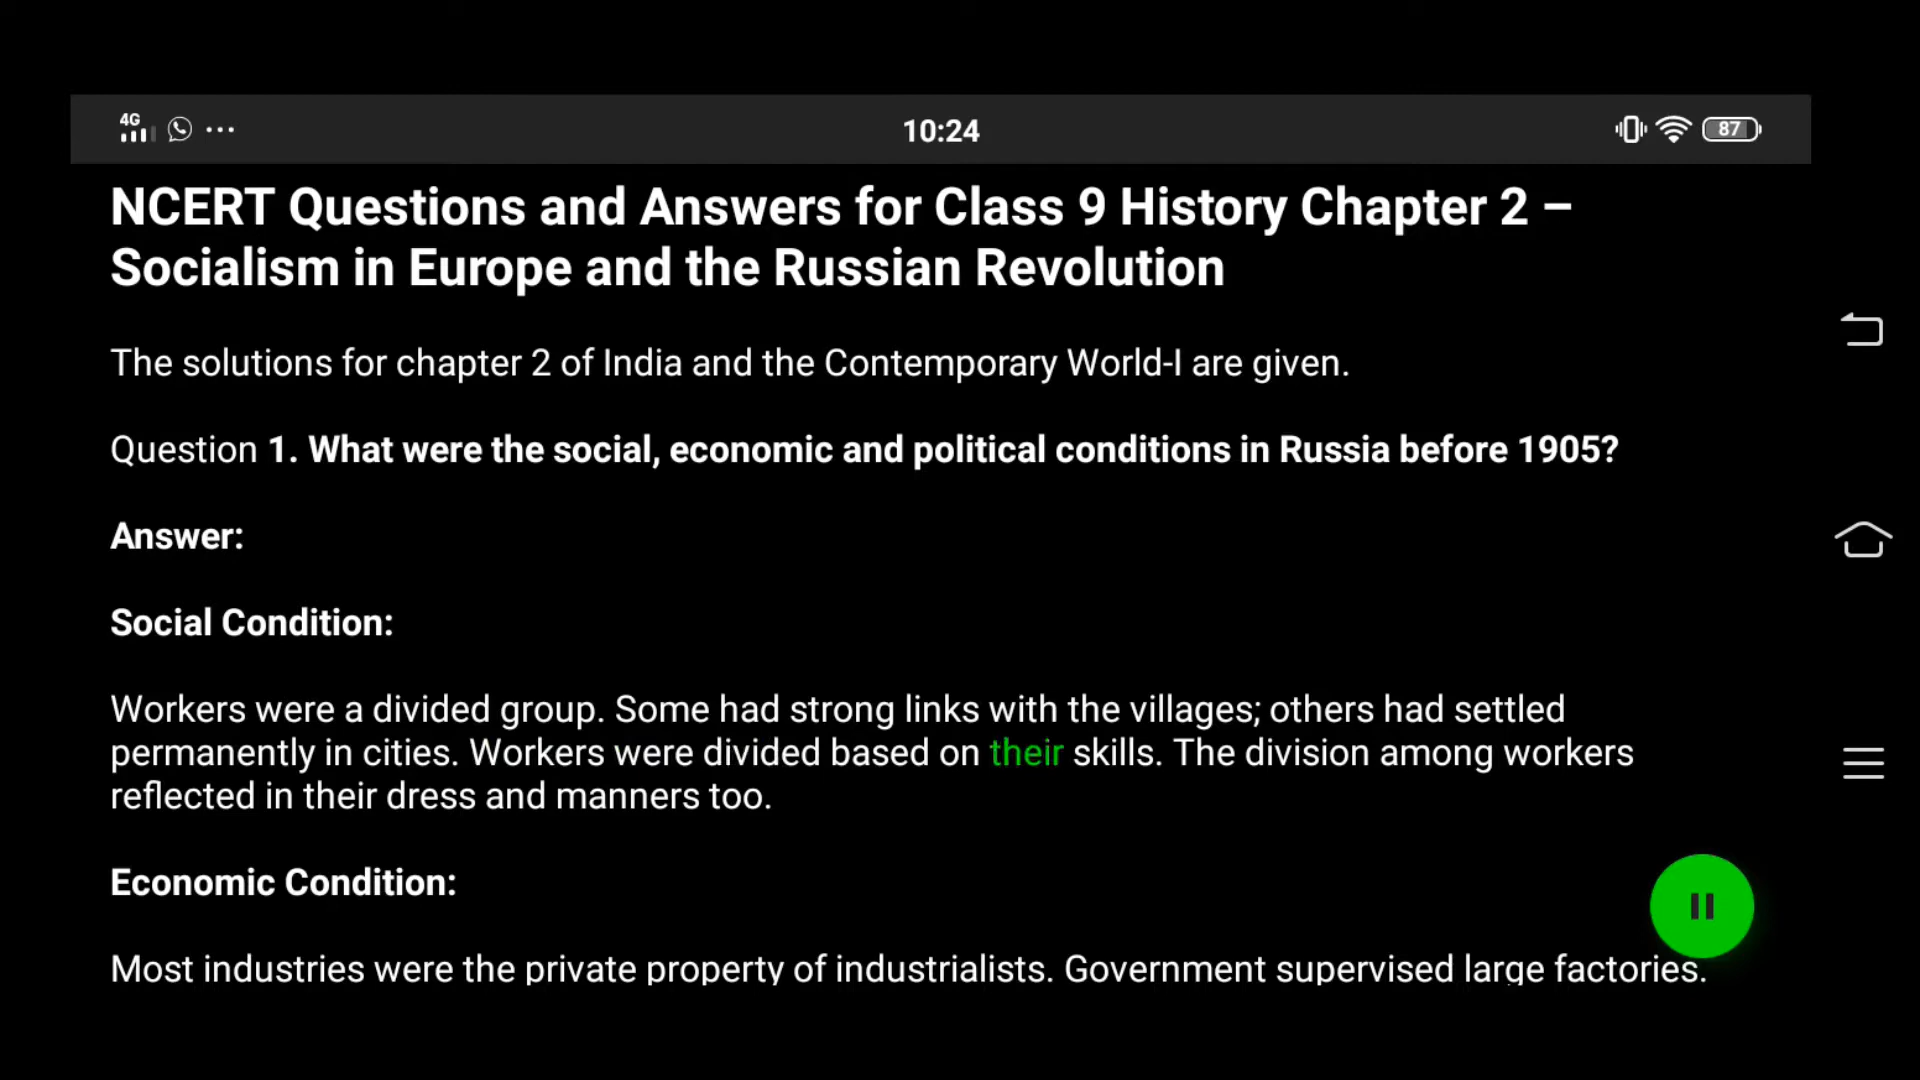 4G 10:24 87
NCERT Questions and Answers for Class 9 History Chapter 2 –
Socialism in Europe and the Russian Revolution
The solutions for chapter 2 of India and the Contemporary World-I are given.
Question 1. What were the social, economic and political conditions in Russia before 1905?
Answer:
Social Condition:
Workers were a divided group. Some had strong links with the villages; others had settled
permanently in cities. Workers were divided based on their skills. The division among workers
reflected in their dress and manners too.
Economic Condition:
Most industries were the private property of industrialists. Government supervised large factories.